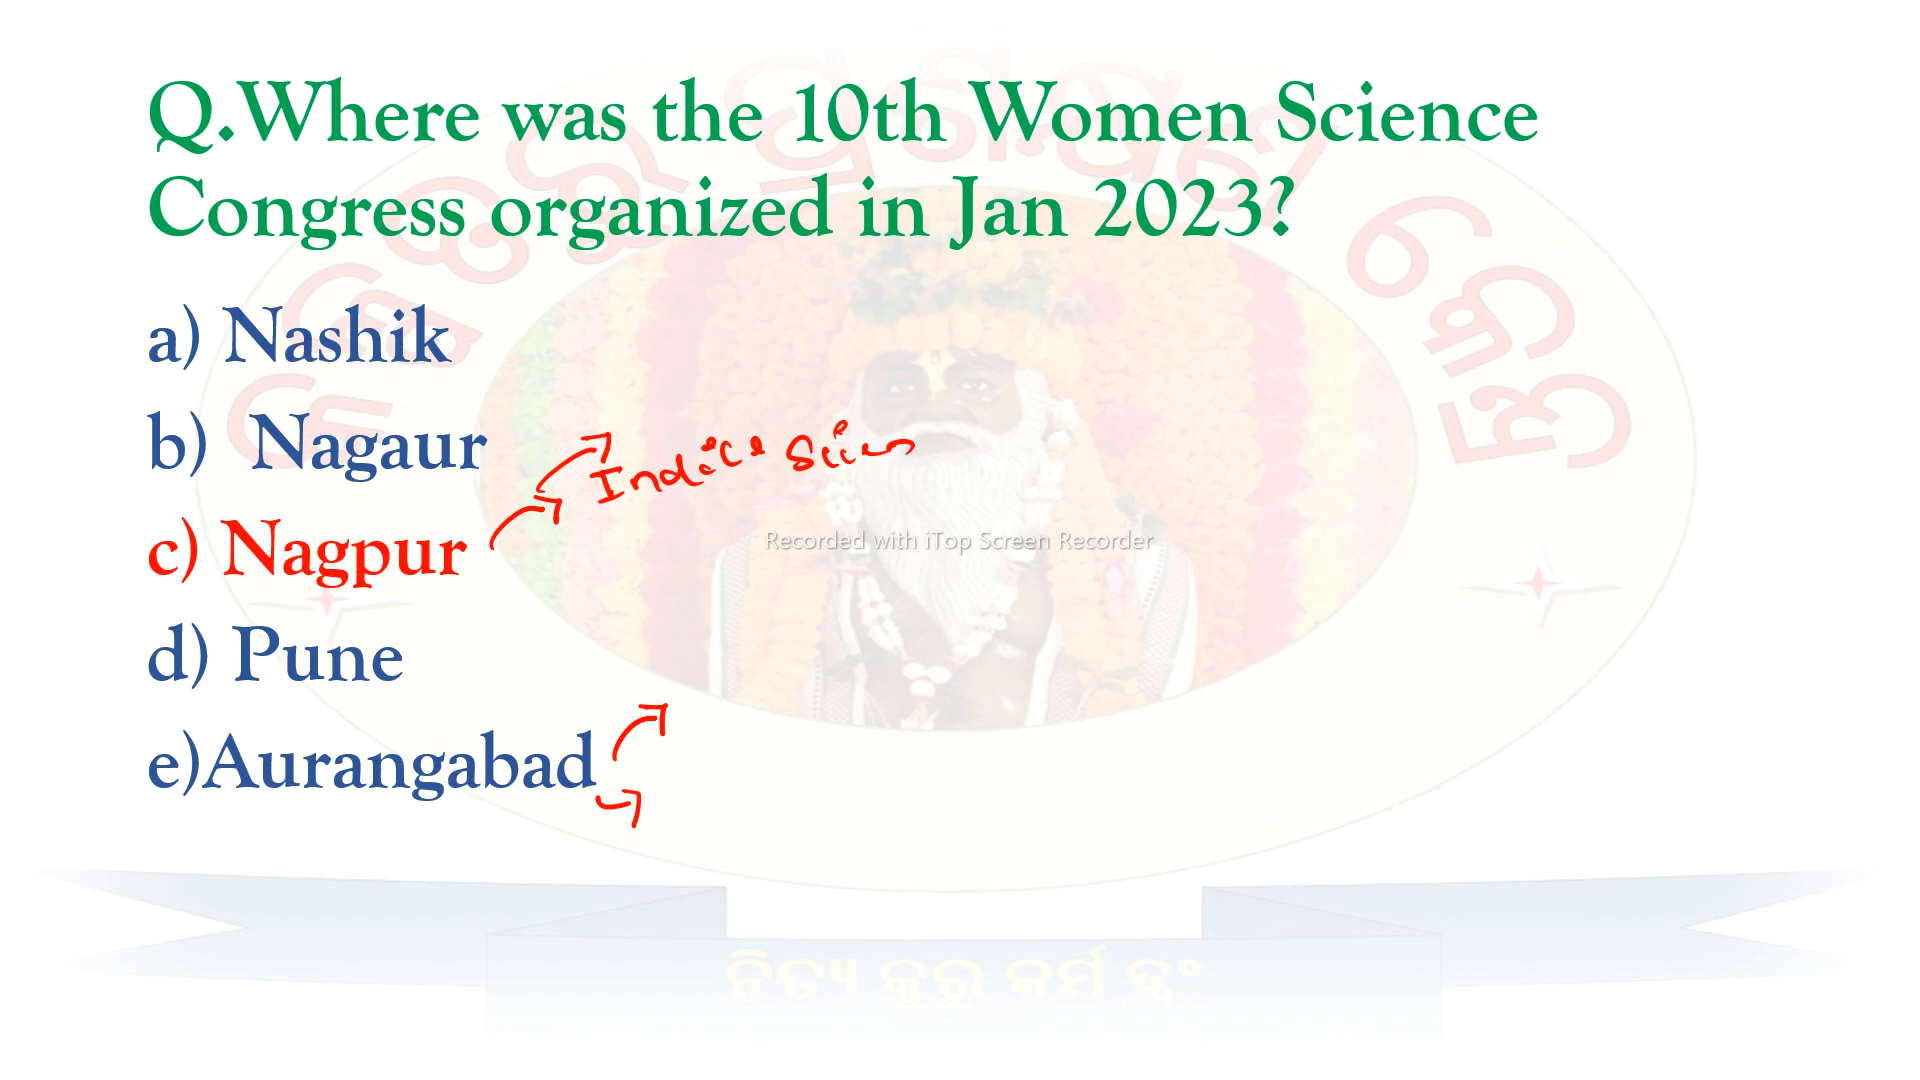 Q.Where was the 10th Women Science
Congress organized in Jan 2023?
a) Nashik
b) Nagaur
c) Nagpur
d) Pune
e)Aurangabad
Recorded with iTop Screen Recorder
ନିତ୍ୟ କୁରୁ କର୍ମ ତ୍ୱଂ